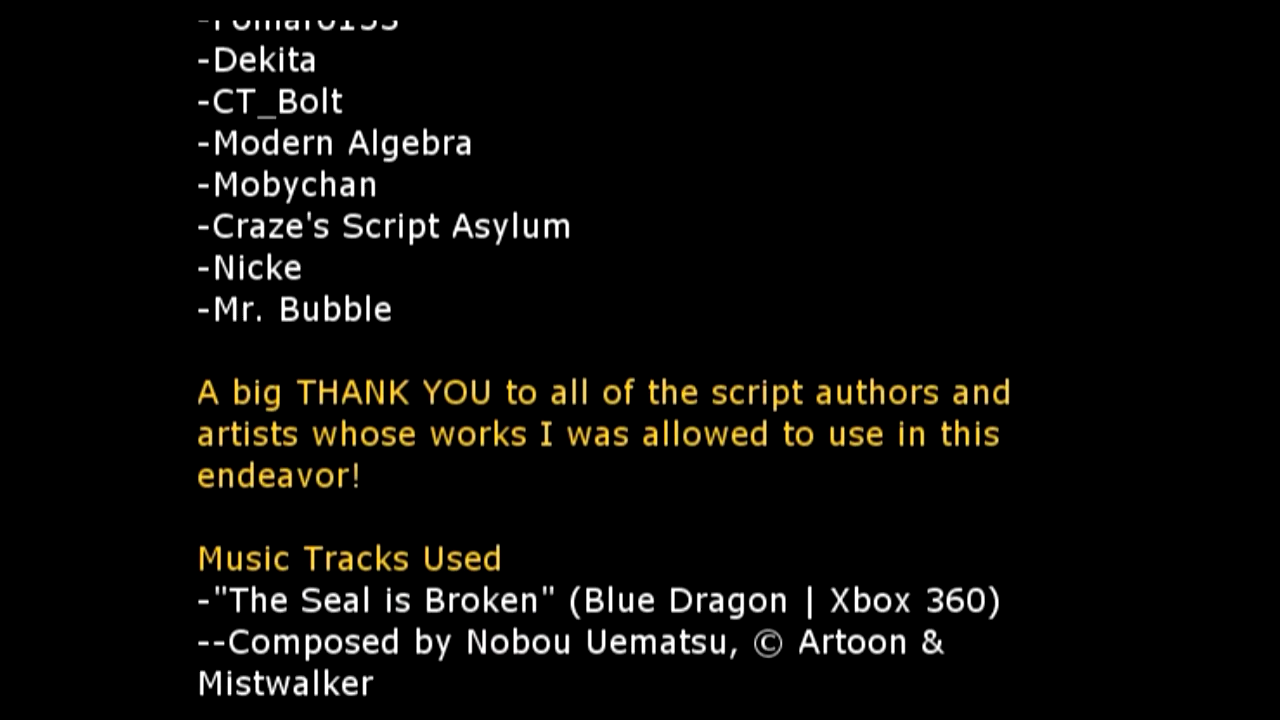 -Dekita
-CT_Bolt
-Modern Algebra
-Mobychan
-Craze's Script Asylum
-Nicke
-Mr. Bubble
A big THANK YOU to all of the script authors and
artists whose works I was allowed to use in this
endeavor!
Music Tracks Used
-"The Seal is Broken" (Blue Dragon | Xbox 360)
--Composed by Nobou Uematsu, © Artoon &
Mistwalker